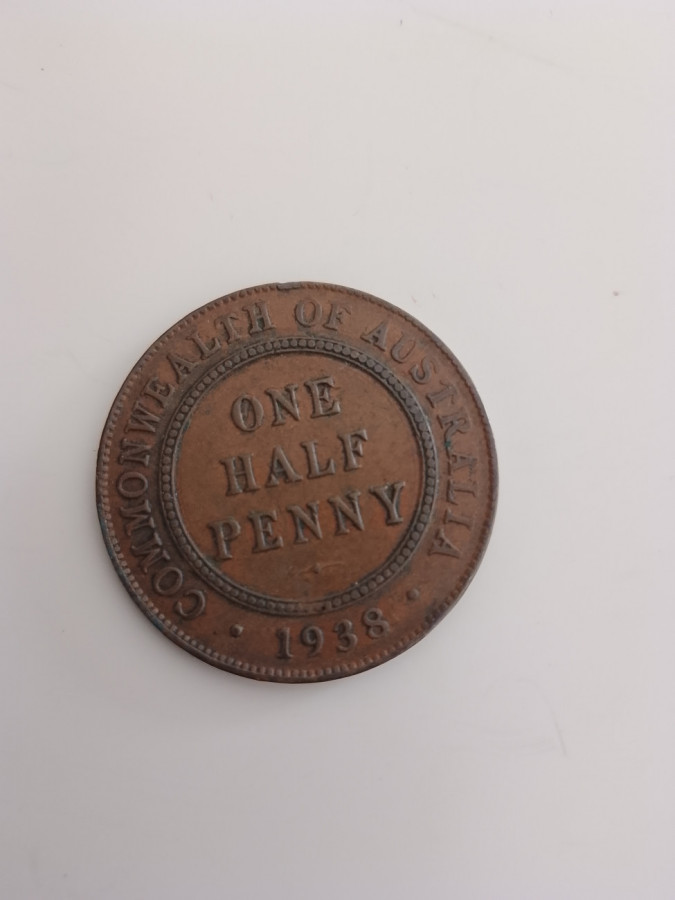 COMMONWEALTH OF AUSTRALIA
ONE
HALF
PENNY
· 1938 ·